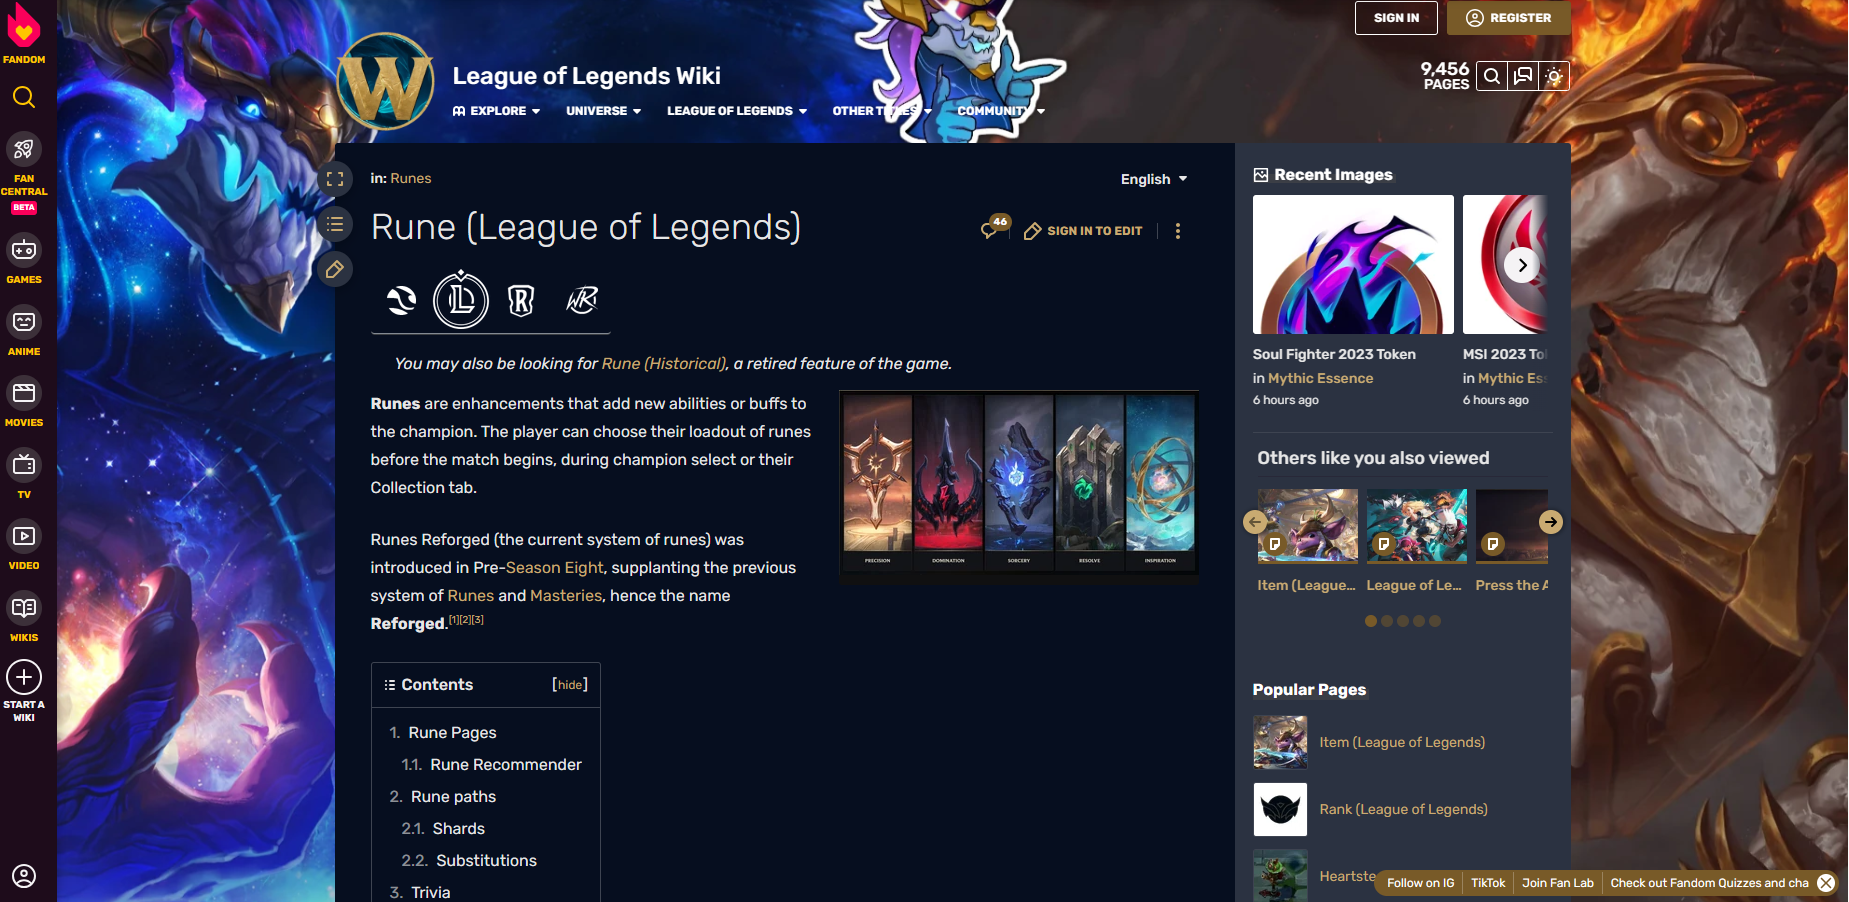 FANDOM
FAN CENTRAL
BETA
GAMES
ANIME
MOVIES
TV
VIDEO
WIKIS
START A WIKI
SIGN IN
REGISTER
W
League of Legends Wiki
EXPLORE
UNIVERSE
LEAGUE OF LEGENDS
OTHER TITLES
COMMUNITY
9,456
PAGES
in: Runes
English
Rune (League of Legends)
46
SIGN IN TO EDIT
L
R
WR
You may also be looking for Rune (Historical), a retired feature of the game.
Runes are enhancements that add new abilities or buffs to
the champion. The player can choose their loadout of runes
before the match begins, during champion select or their
Collection tab.
PRECISION
DOMINATION
SORCERY
RESOLVE
INSPIRATION
Runes Reforged (the current system of runes) was
introduced in Pre-Season Eight, supplanting the previous
system of Runes and Masteries, hence the name
Reforged.[1][2][3]
Contents [hide]
1. Rune Pages
1.1. Rune Recommender
2. Rune paths
2.1. Shards
2.2. Substitutions
3. Trivia
Recent Images
Soul Fighter 2023 Token
in Mythic Essence
6 hours ago
MSI 2023 To
in Mythic Es
6 hours ago
Others like you also viewed
Item (League...
League of Le...
Press the A
Popular Pages
Item (League of Legends)
Rank (League of Legends)
Heartste
Follow on IG
TikTok
Join Fan Lab
Check out Fandom Quizzes and cha